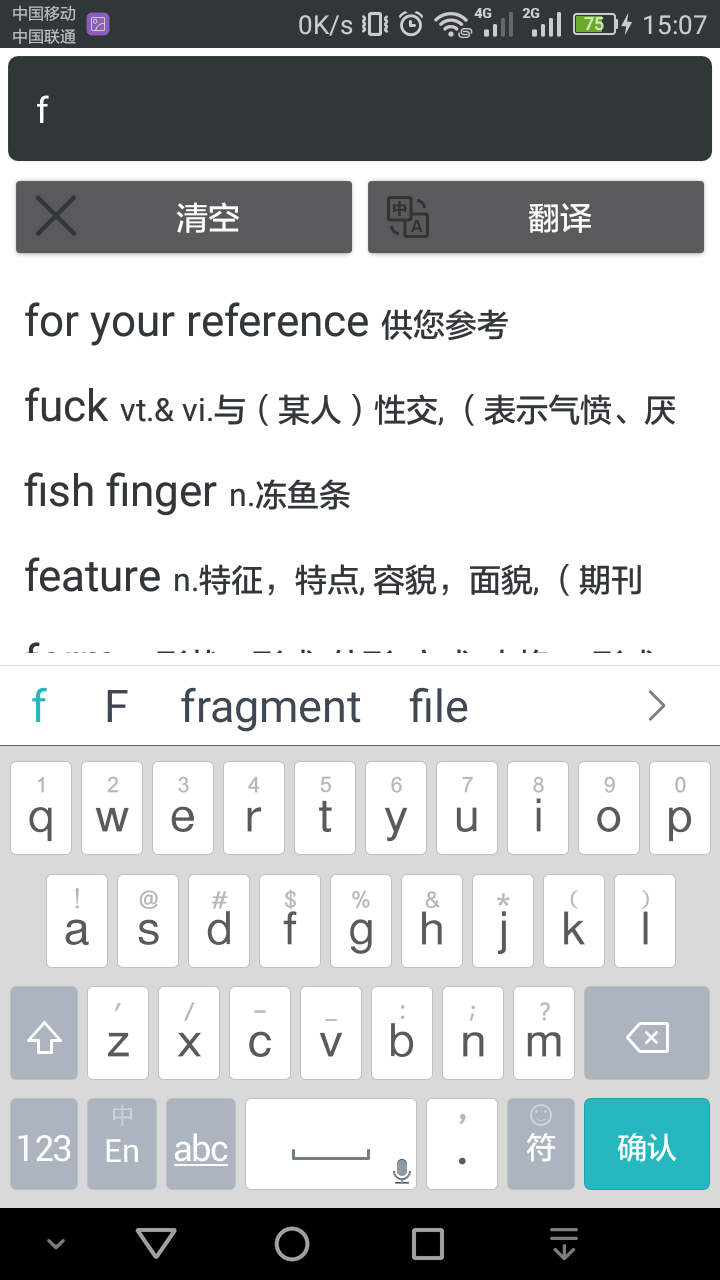 中国移动
中国联通
0K/s 4G 2G 75 15:07
f
清空 翻译
for your reference 供您参考
fuck vt.& vi.与（某人）性交,（表示气愤、厌
fish finger n.冻鱼条
feature n.特征，特点, 容貌，面貌,（期刊
f F fragment file
1 2 3 4 5 6 7 8 9 0
q w e r t y u i o p
! @ # $ % & * ( )
a s d f g h j k l
′ / – _ : ; ?
z x c v b n m
中 ,
123 En abc . 符 确认